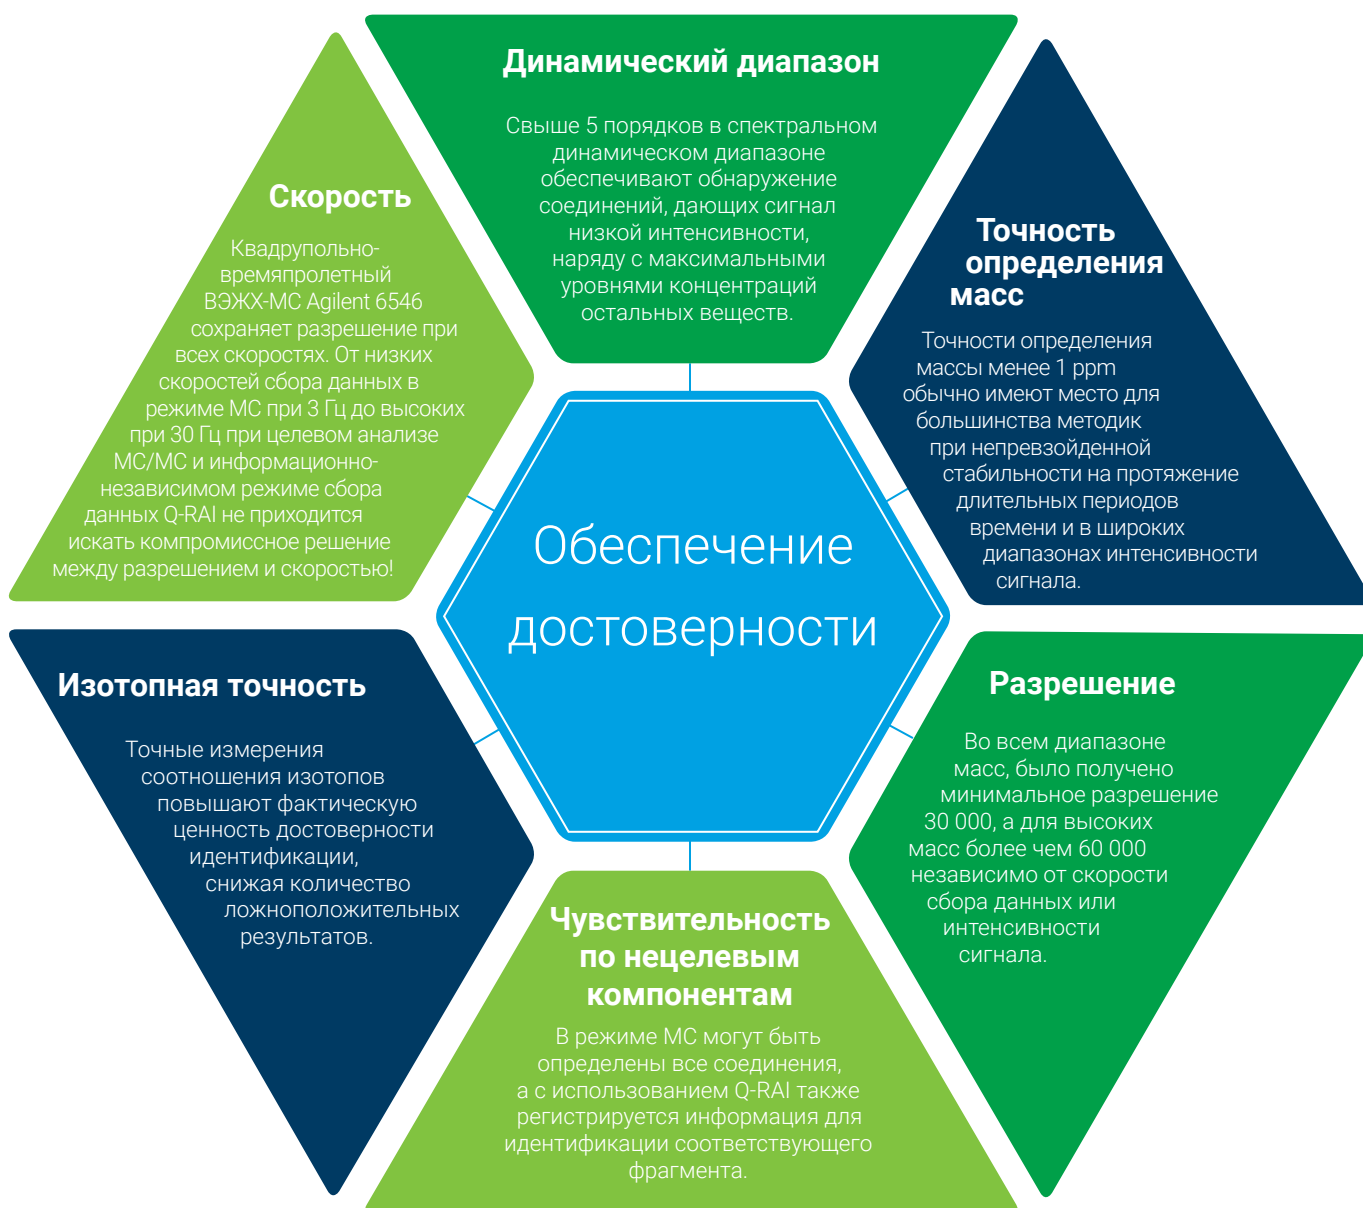 Динамический диапазон
Свыше 5 порядков в спектральном
динамическом диапазоне
обеспечивают обнаружение
соединений, дающих сигнал
низкой интенсивности,
наряду с максимальными
уровнями концентраций
остальных веществ.
Скорость
Квадрупольно-
времяпролетный
ВЭЖХ-МС Agilent 6546
сохраняет разрешение при
всех скоростях. От низких
скоростей сбора данных в
режиме МС при 3 Гц до высоких
при 30 Гц при целевом анализе
МС/МС и информационно-
независимом режиме сбора
данных Q-RAI не приходится
искать компромиссное решение
между разрешением и скоростью!
Точность
определения
масс
Точности определения
массы менее 1 ppm
обычно имеют место для
большинства методик
при непревзойденной
стабильности на протяжение
длительных периодов
времени и в широких
диапазонах интенсивности
сигнала.
Обеспечение
достоверности
Изотопная точность
Точные измерения
соотношения изотопов
повышают фактическую
ценность достоверности
идентификации,
снижая количество
ложноположительных
результатов.
Разрешение
Во всем диапазоне
масс, было получено
минимальное разрешение
30 000, а для высоких
масс более чем 60 000
независимо от скорости
сбора данных или
интенсивности
сигнала.
Чувствительность
по нецелевым
компонентам
В режиме МС могут быть
определены все соединения,
а с использованием Q-RAI также
регистрируется информация для
идентификации соответствующего
фрагмента.